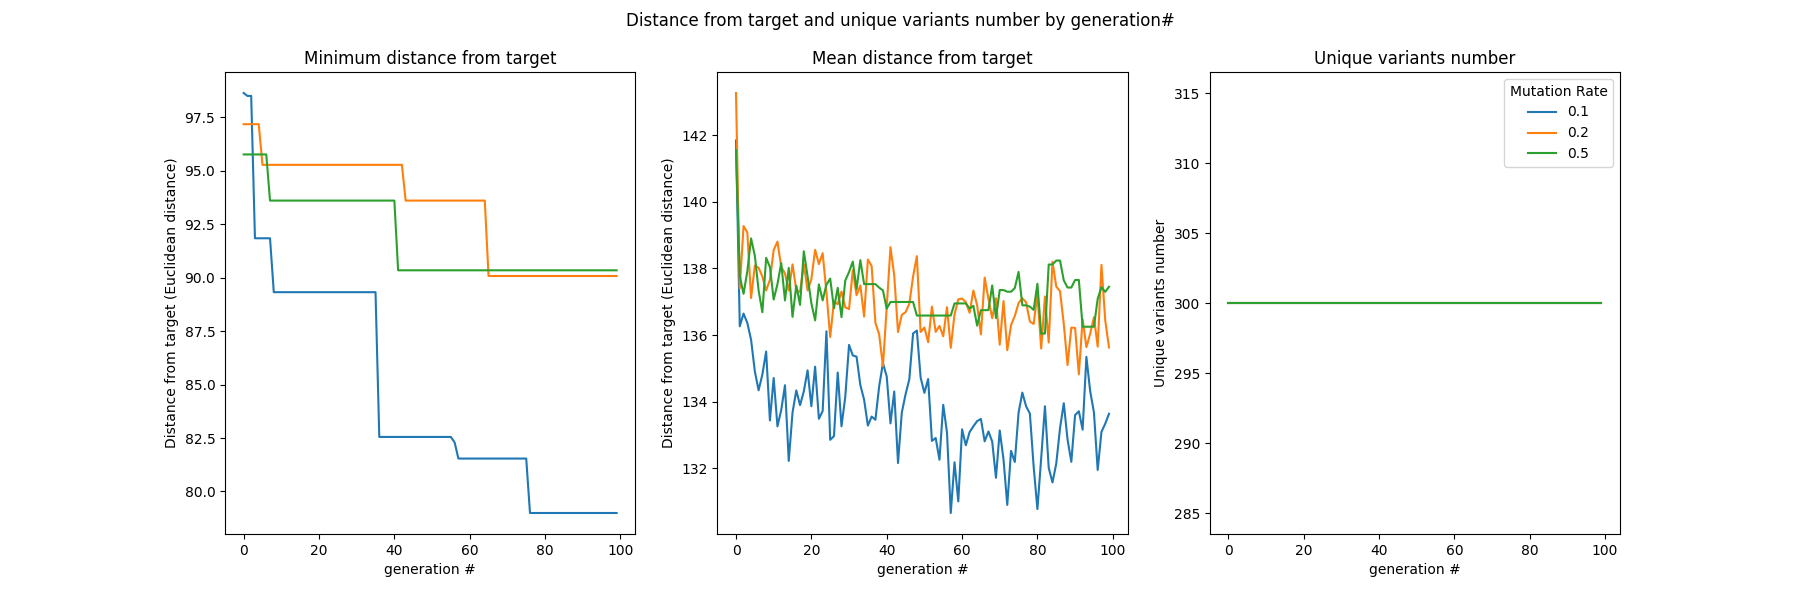 Distance from target and unique variants number by generation#
Minimum distance from target
Distance from target (Euclidean distance)
97.5
95.0
92.5
90.0
87.5
85.0
82.5
80.0
0 20 40 60 80 100
generation #
Mean distance from target
Distance from target (Euclidean distance)
142
140
138
136
134
132
0 20 40 60 80 100
generation #
Unique variants number
Unique variants number
315
310
305
300
295
290
285
0 20 40 60 80 100
generation #
Mutation Rate
0.1
0.2
0.5